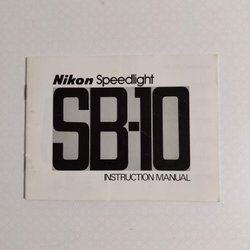 Nikon Speedlight
SB-10
INSTRUCTION MANUAL